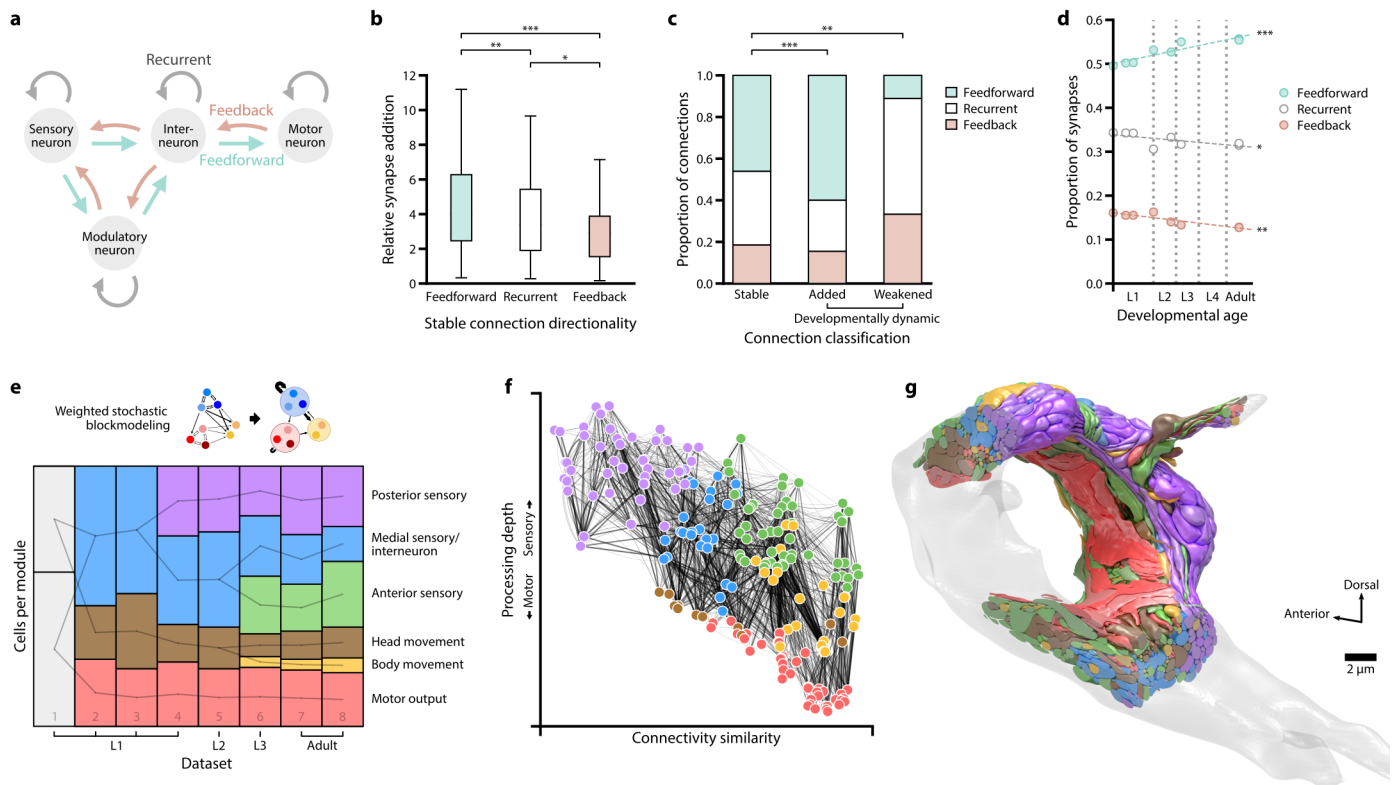 a
Recurrent
Feedback
Sensory
neuron
Inter-
neuron
Motor
neuron
Feedforward
Modulatory
neuron
b
***
**
*
Relative synapse addition
12
10
8
6
4
2
0
Feedforward
Recurrent
Feedback
Stable connection directionality
c
**
***
Proportion of connections
1.0
0.8
0.6
0.4
0.2
0.0
Feedforward
Recurrent
Feedback
Stable
Added
Weakened
Developmentally dynamic
Connection classification
d
Proportion of synapses
0.6
0.5
0.4
0.3
0.2
0.1
0.0
***
*
**
Feedforward
Recurrent
Feedback
L1
L2
L3
L4
Adult
Developmental age
e
Weighted stochastic
blockmodeling
Cells per module
Posterior sensory
Medial sensory/
interneuron
Anterior sensory
Head movement
Body movement
Motor output
1
2
3
4
5
6
7
8
L1
L2
L3
Adult
Dataset
f
Processing depth
Sensory
Motor
Connectivity similarity
g
Dorsal
Anterior
2 µm